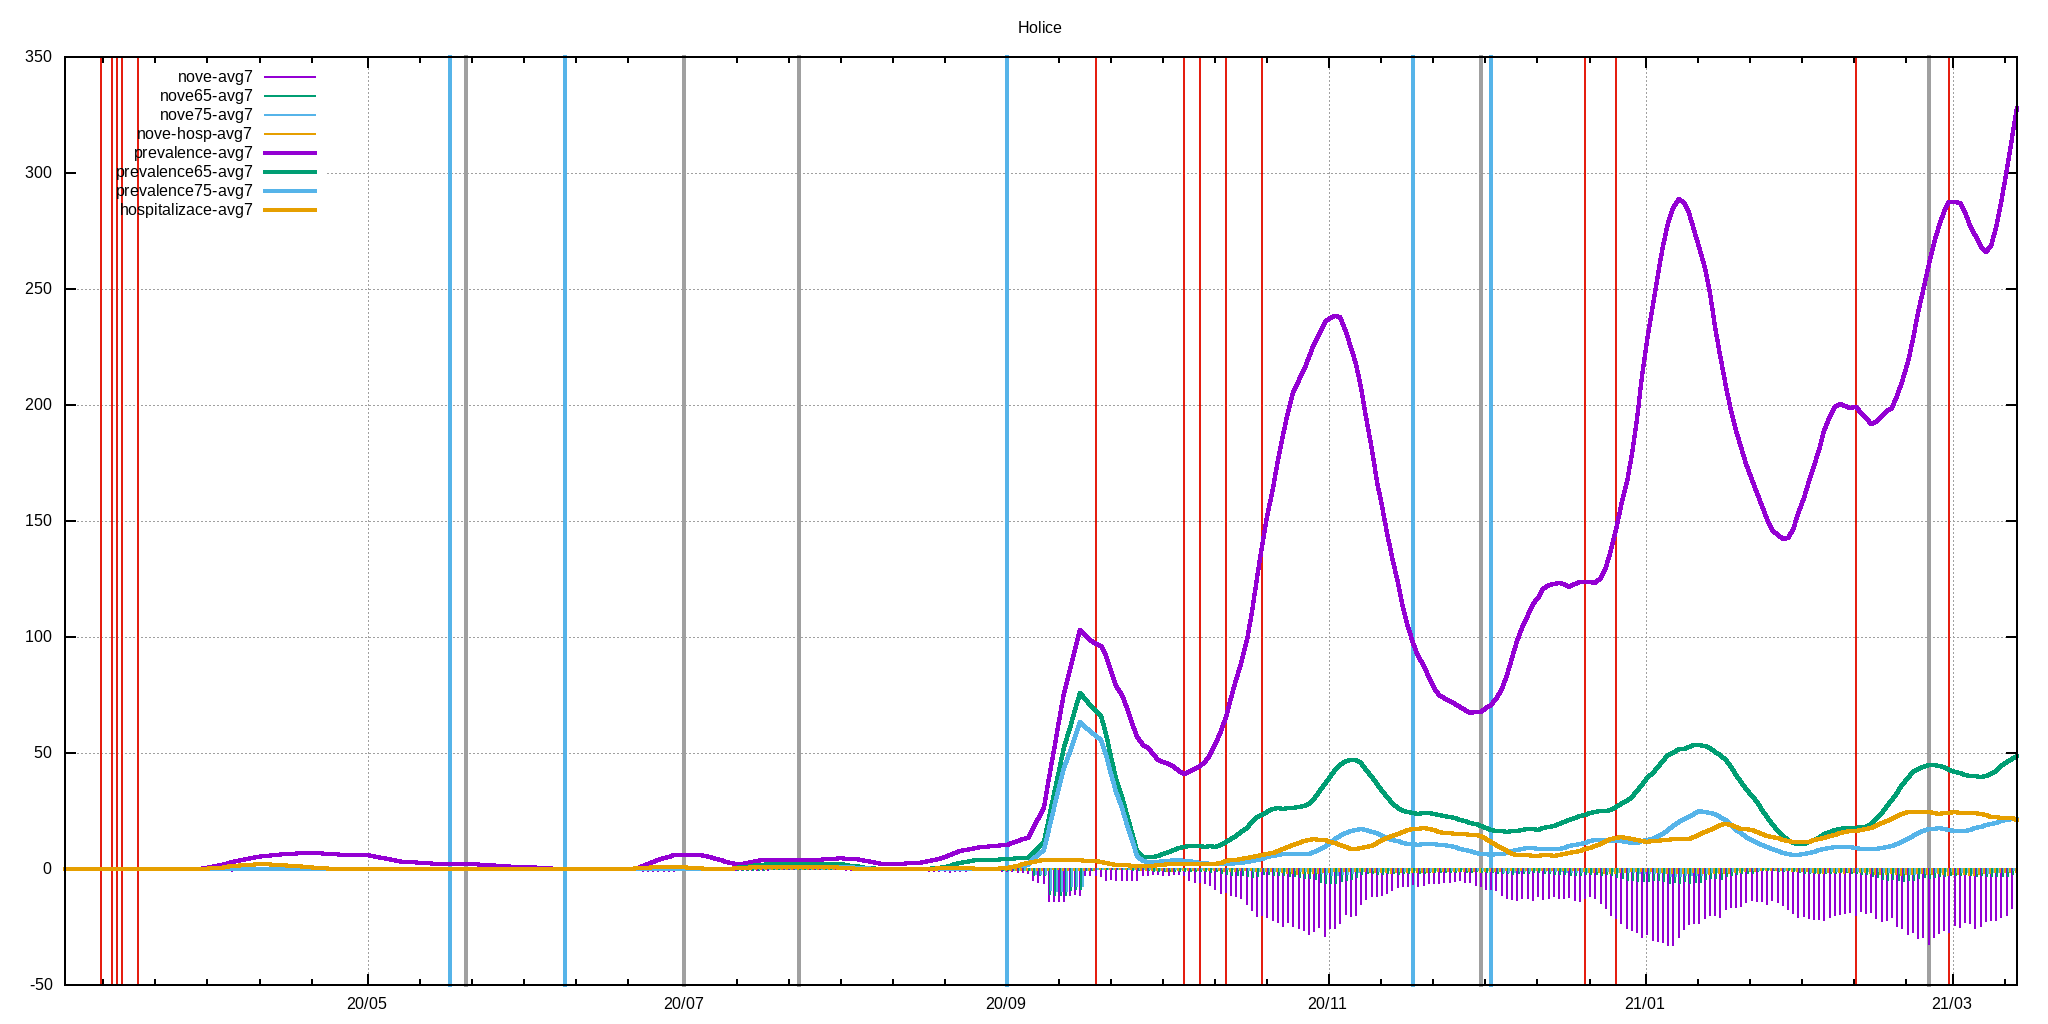 Holice
350
300
250
200
150
100
50
0
-50
nove-avg7
nove65-avg7
nove75-avg7
nove-hosp-avg7
prevalence-avg7
prevalence65-avg7
prevalence75-avg7
hospitalizace-avg7
20/05 20/07 20/09 20/11 21/01 21/03